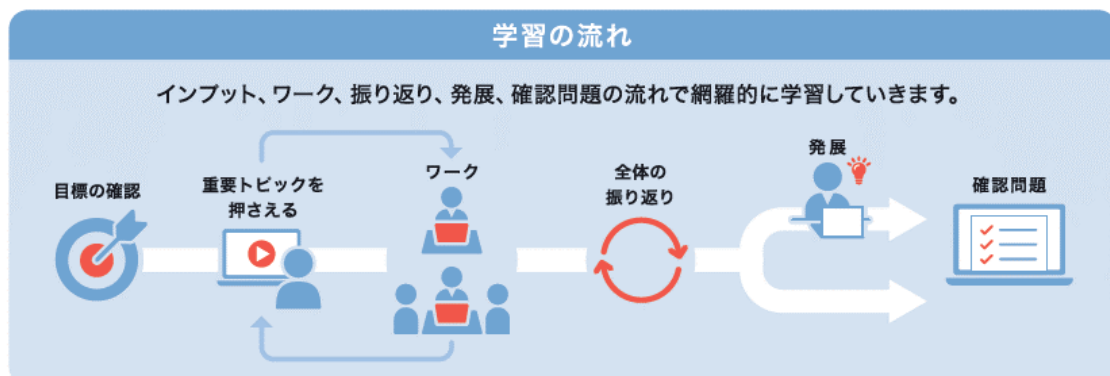 学習の流れ
インプット、ワーク、振り返り、発展、確認問題の流れで網羅的に学習していきます。
目標の確認
重要トピックを
押さえる
ワーク
全体の
振り返り
発展
確認問題